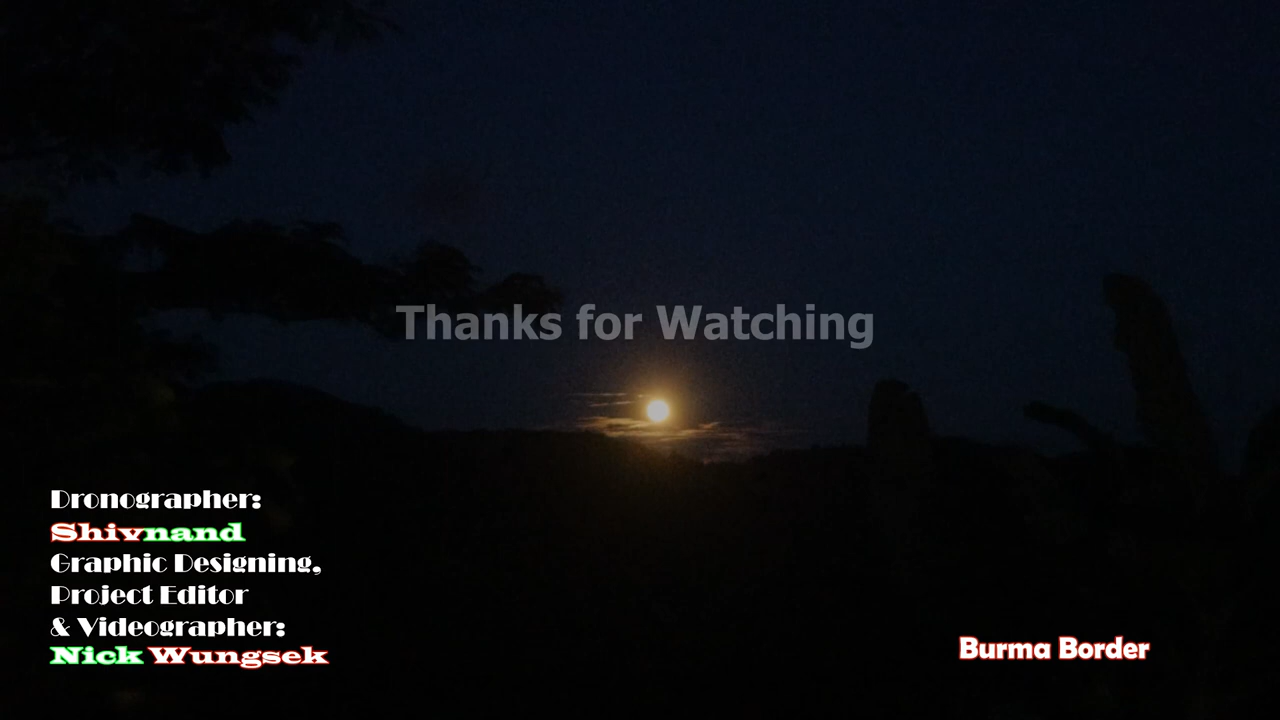 Thanks for Watching
Dronographer:
Shivnand
Graphic Designing,
Project Editor
& Videographer:
Nick Wungsek
Burma Border